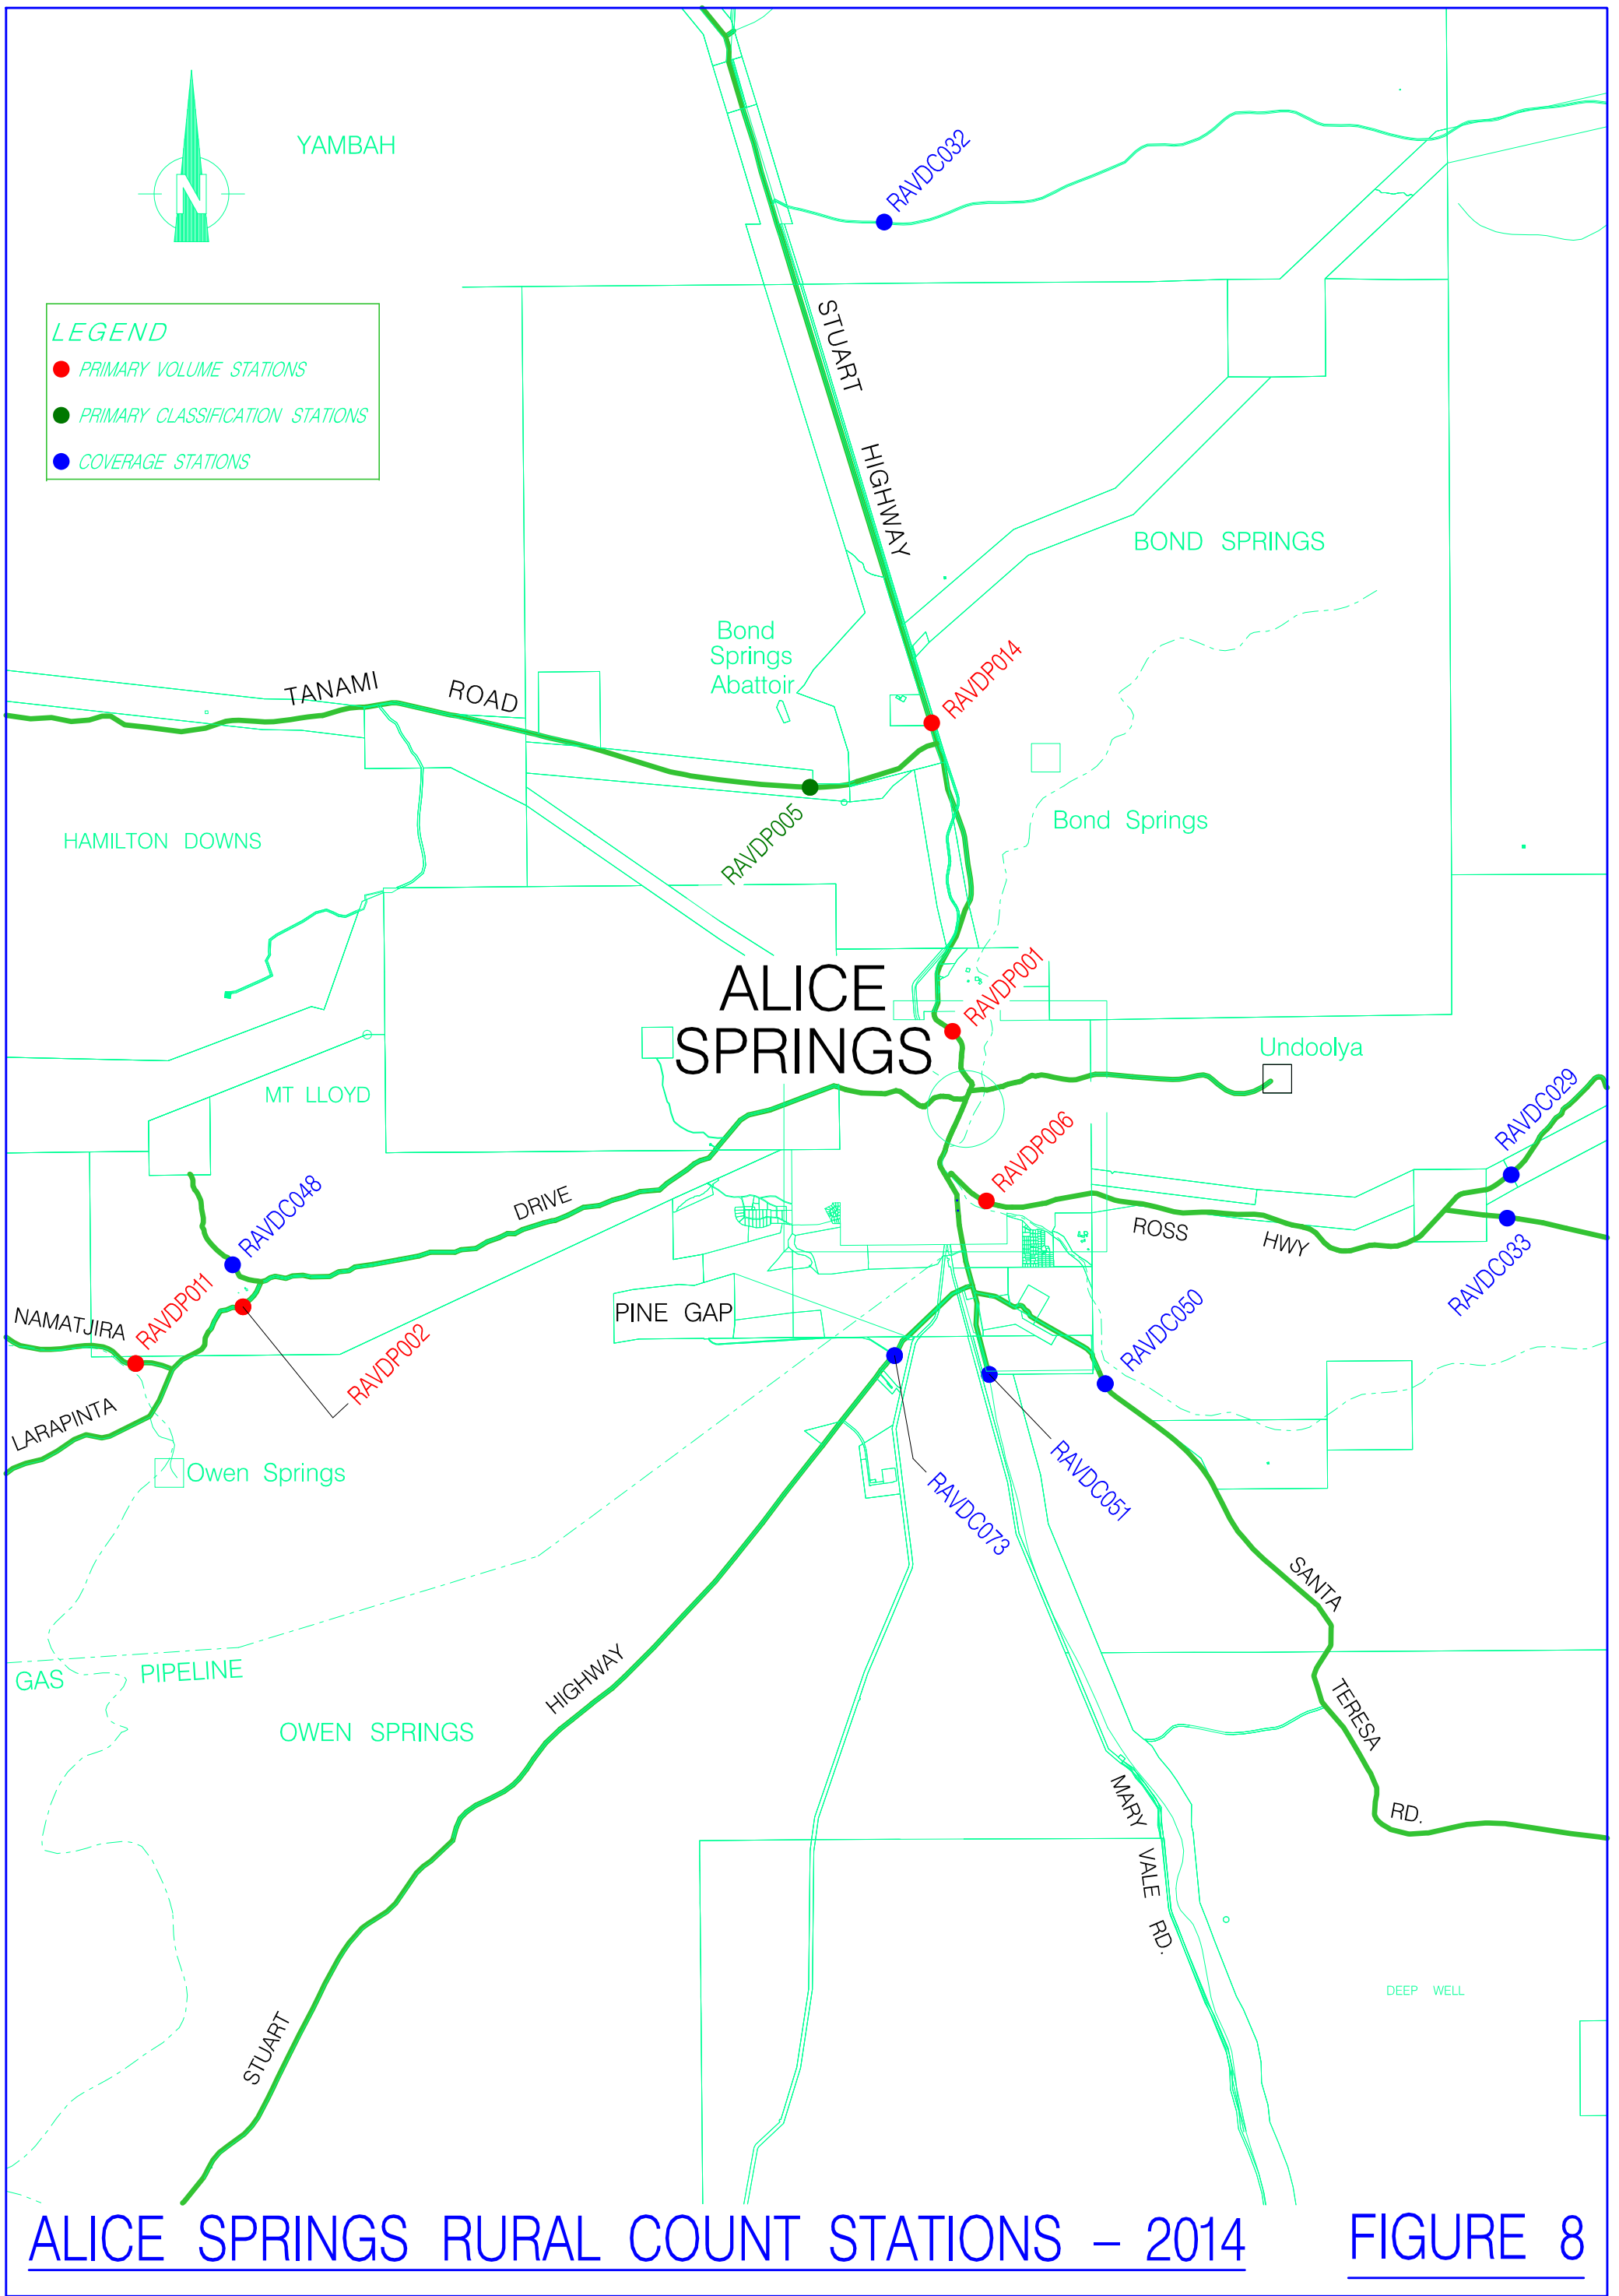 YAMBAH
N
RAVDC032
LEGEND
PRIMARY VOLUME STATIONS
PRIMARY CLASSIFICATION STATIONS
COVERAGE STATIONS
STUART
HIGHWAY
BOND SPRINGS
Bond
Springs
Abattoir
RAVDP014
TANAMI
ROAD
RAVDP005
Bond Springs
HAMILTON DOWNS
ALICE
SPRINGS
RAVDP001
Undoolya
MT LLOYD
RAVDC029
RAVDP006
RAVDC048
DRIVE
ROSS
HWY
RAVDC033
RAVDP011
NAMATJIRA
PINE GAP
RAVDP002
RAVDC050
LARAPINTA
Owen Springs
RAVDC051
RAVDC073
SANTA
GAS
PIPELINE
HIGHWAY
TERESA
OWEN SPRINGS
MARY
RD.
VALE
RD.
DEEP WELL
STUART
ALICE SPRINGS RURAL COUNT STATIONS - 2014
FIGURE 8